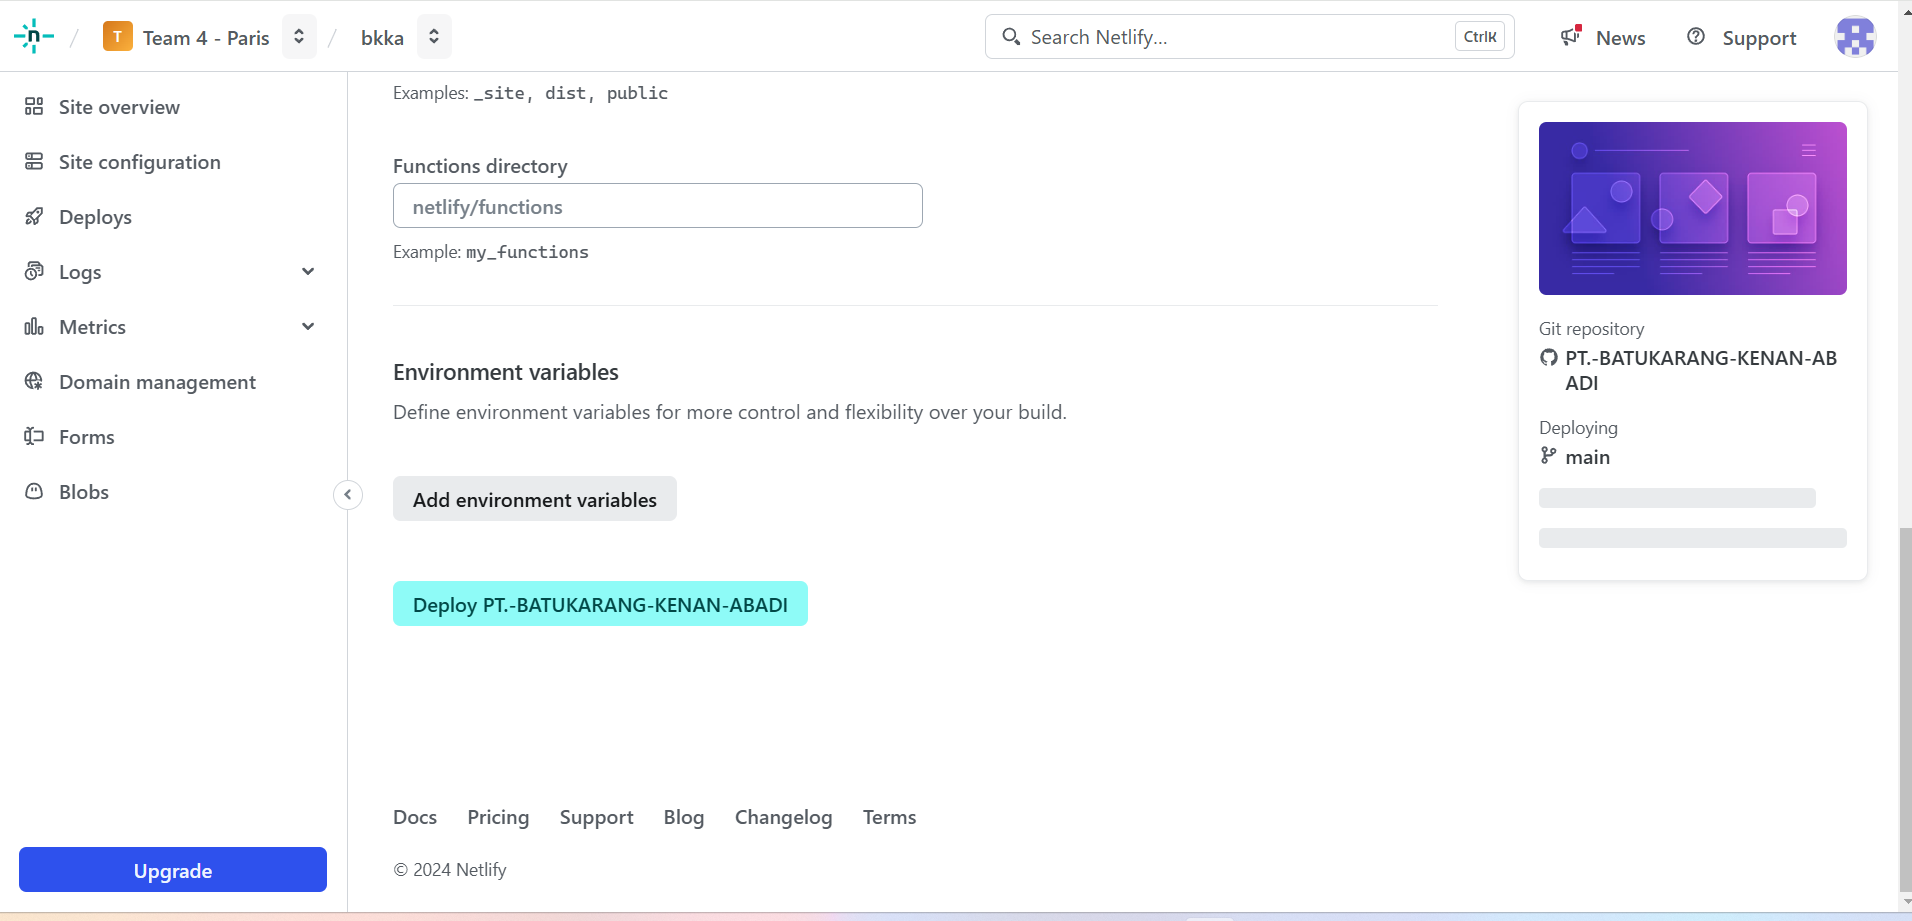 n / T Team 4 - Paris / bkka
Search Netlify... CtrlK
News
Support
Site overview
Site configuration
Deploys
Logs
Metrics
Domain management
Forms
Blobs
Upgrade
Examples: _site, dist, public
Functions directory
netlify/functions
Example: my_functions
Environment variables
Define environment variables for more control and flexibility over your build.
Add environment variables
Deploy PT.-BATUKARANG-KENAN-ABADI
Git repository
PT.-BATUKARANG-KENAN-AB
ADI
Deploying
main
Docs Pricing Support Blog Changelog Terms
© 2024 Netlify